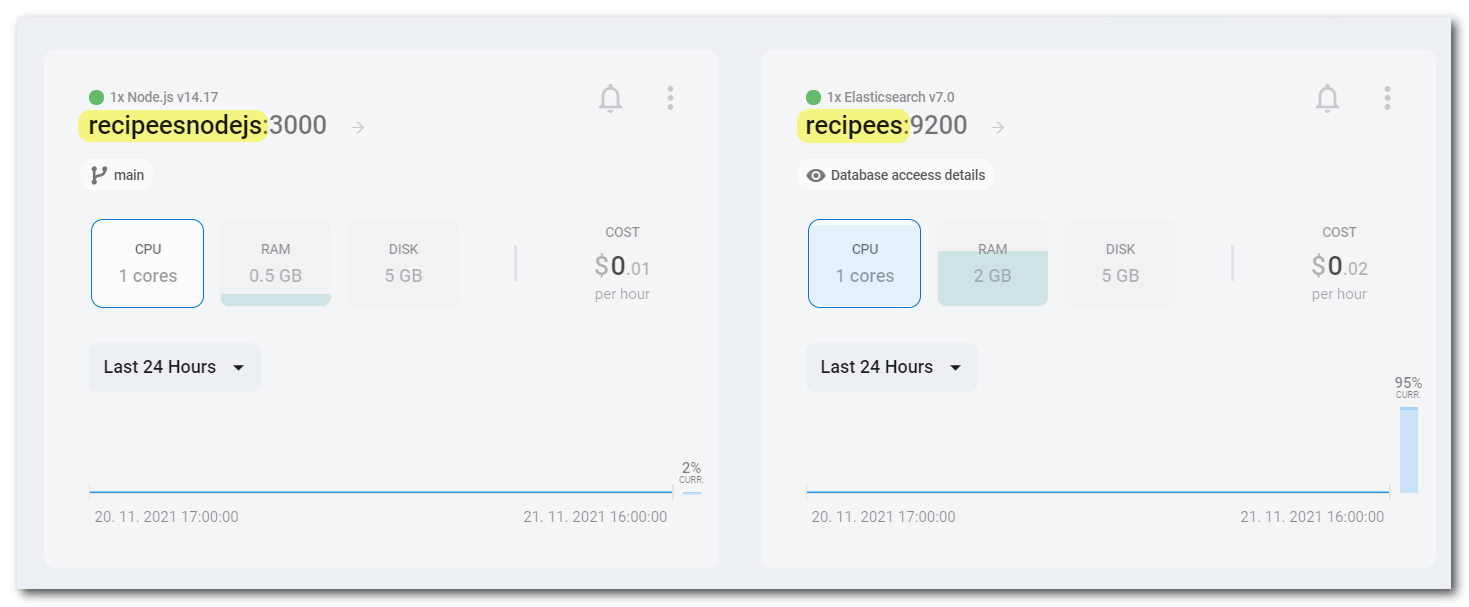 1x Node.js v14.17
recipeesnodejs:3000
main
CPU
1 cores
RAM
0.5 GB
DISK
5 GB
COST
$0.01
per hour
Last 24 Hours
2%
CURR.
20. 11. 2021 17:00:00
21. 11. 2021 16:00:00
1x Elasticsearch v7.0
recipees:9200
Database acceess details
CPU
1 cores
RAM
2 GB
DISK
5 GB
COST
$0.02
per hour
Last 24 Hours
95%
CURR.
20. 11. 2021 17:00:00
21. 11. 2021 16:00:00